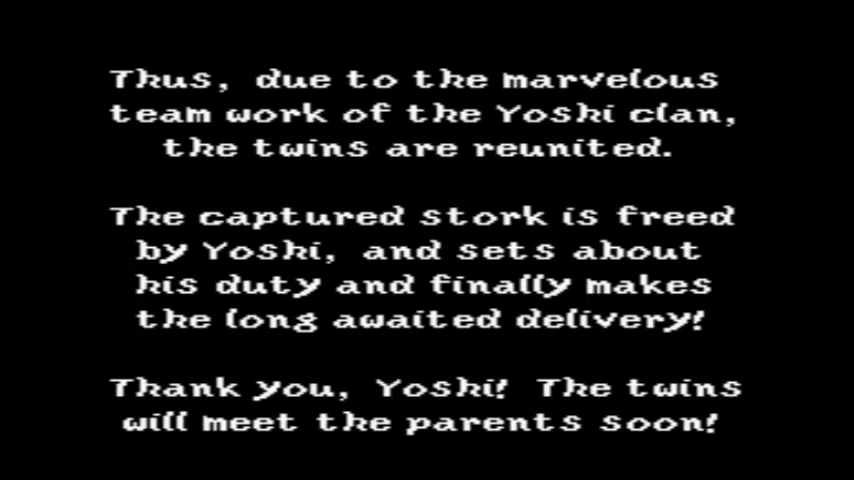 Thus, due to the marvelous
team work of the Yoshi clan,
the twins are reunited.
The captured stork is freed
by Yoshi, and sets about
his duty and finally makes
the long awaited delivery!
Thank you, Yoshi! The twins
will meet the parents soon!